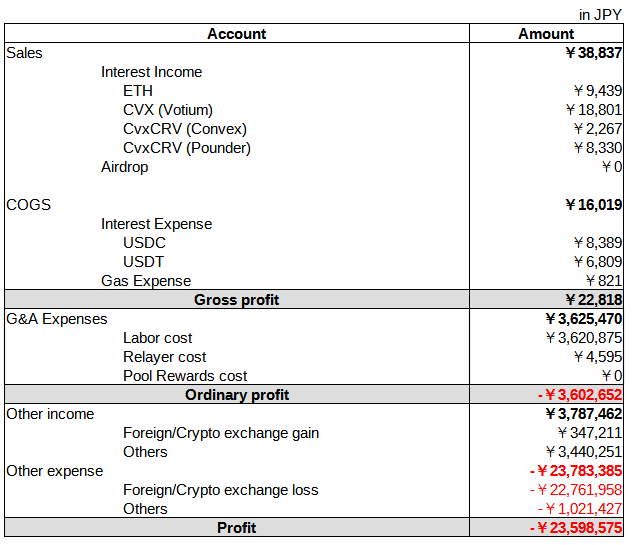 in JPY
Account Amount
Sales ￥38,837
Interest Income
ETH ￥9,439
CVX (Votium) ￥18,801
CvxCRV (Convex) ￥2,267
CvxCRV (Pounder) ￥8,330
Airdrop ￥0
COGS ￥16,019
Interest Expense
USDC ￥8,389
USDT ￥6,809
Gas Expense ￥821
Gross profit ￥22,818
G&A Expenses ￥3,625,470
Labor cost ￥3,620,875
Relayer cost ￥4,595
Pool Rewards cost ￥0
Ordinary profit -￥3,602,652
Other income ￥3,787,462
Foreign/Crypto exchange gain ￥347,211
Others ￥3,440,251
Other expense -￥23,783,385
Foreign/Crypto exchange loss -￥22,761,958
Others -￥1,021,427
Profit -￥23,598,575